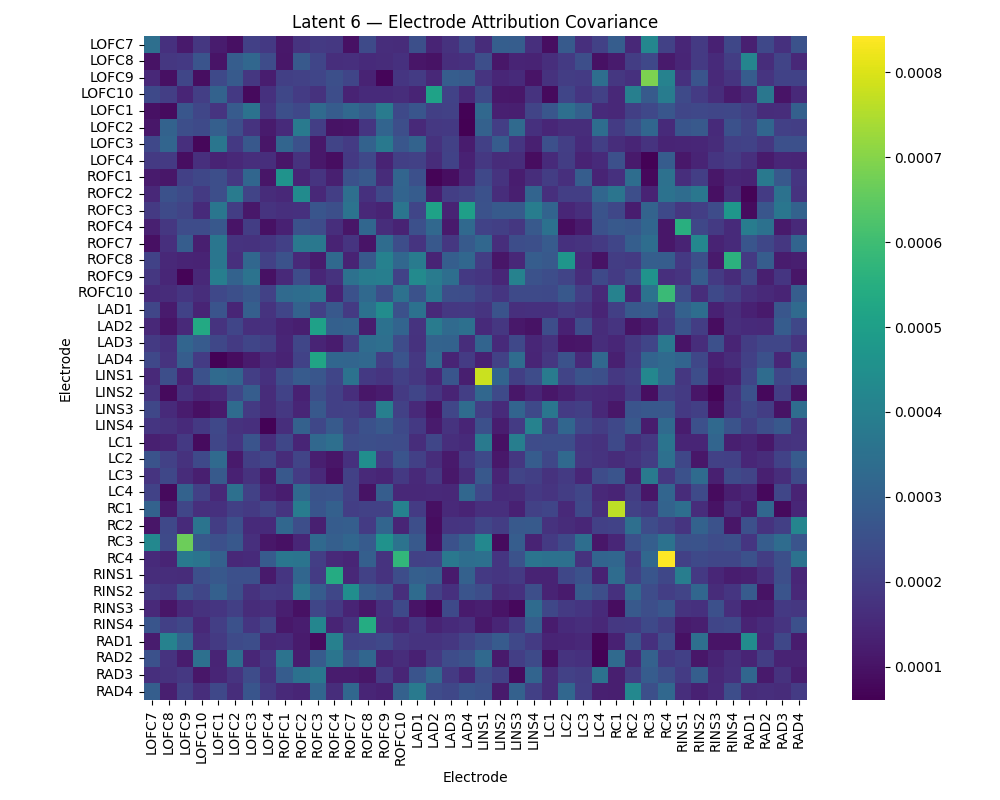 Latent 6 — Electrode Attribution Covariance
LOFC7
LOFC8
LOFC9
LOFC10
LOFC1
LOFC2
LOFC3
LOFC4
ROFC1
ROFC2
ROFC3
ROFC4
ROFC7
ROFC8
ROFC9
ROFC10
LAD1
LAD2
LAD3
LAD4
LINS1
LINS2
LINS3
LINS4
LC1
LC2
LC3
LC4
RC1
RC2
RC3
RC4
RINS1
RINS2
RINS3
RINS4
RAD1
RAD2
RAD3
RAD4
Electrode
LOFC7
LOFC8
LOFC9
LOFC10
LOFC1
LOFC2
LOFC3
LOFC4
ROFC1
ROFC2
ROFC3
ROFC4
ROFC7
ROFC8
ROFC9
ROFC10
LAD1
LAD2
LAD3
LAD4
LINS1
LINS2
LINS3
LINS4
LC1
LC2
LC3
LC4
RC1
RC2
RC3
RC4
RINS1
RINS2
RINS3
RINS4
RAD1
RAD2
RAD3
RAD4
Electrode
0.0008
0.0007
0.0006
0.0005
0.0004
0.0003
0.0002
0.0001